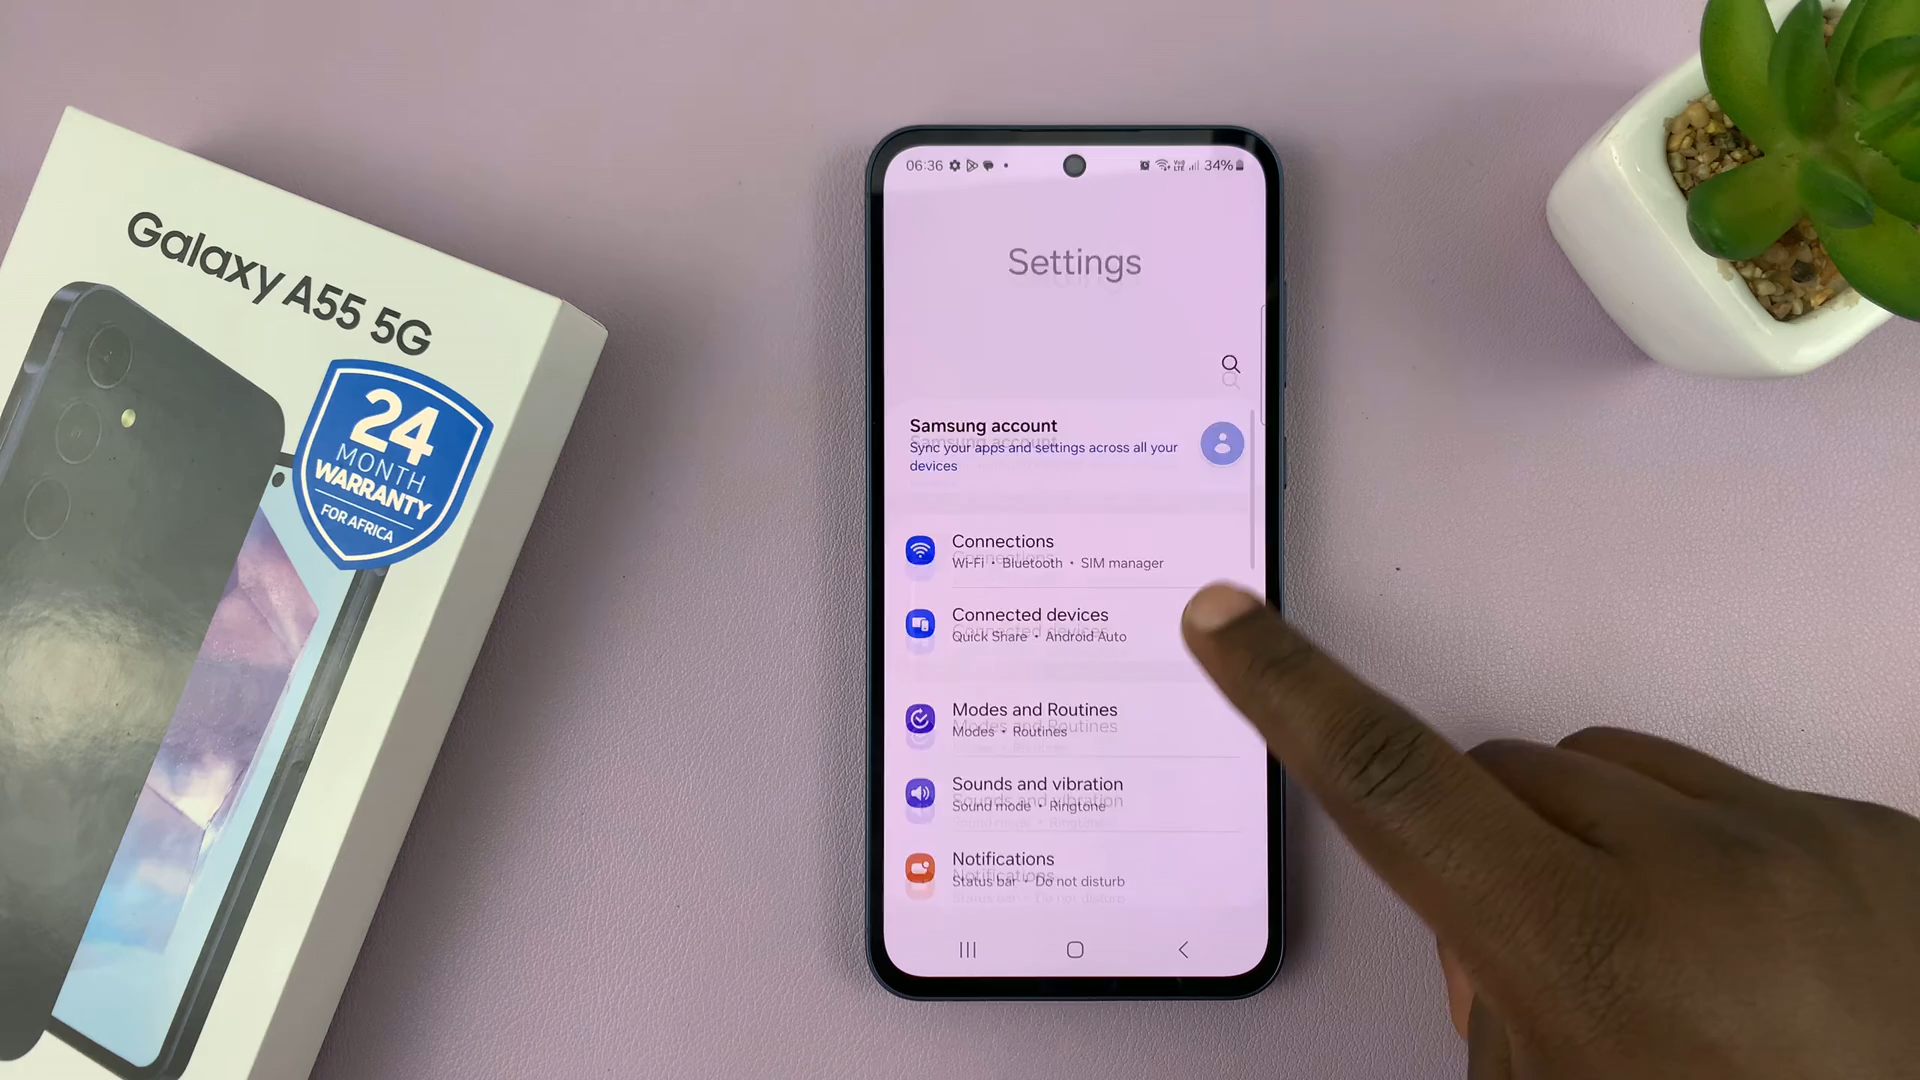 Galaxy A55 5G
24
MONTH
WARRANTY
FOR AFRICA
06:36
34%
Settings
Samsung account
Sync your apps and settings across all your
devices
Connections
Wi-Fi • Bluetooth • SIM manager
Connected devices
Quick Share • Android Auto
Modes and Routines
Modes • Routines
Sounds and vibration
Sound mode • Ringtone
Notifications
Status bar • Do not disturb